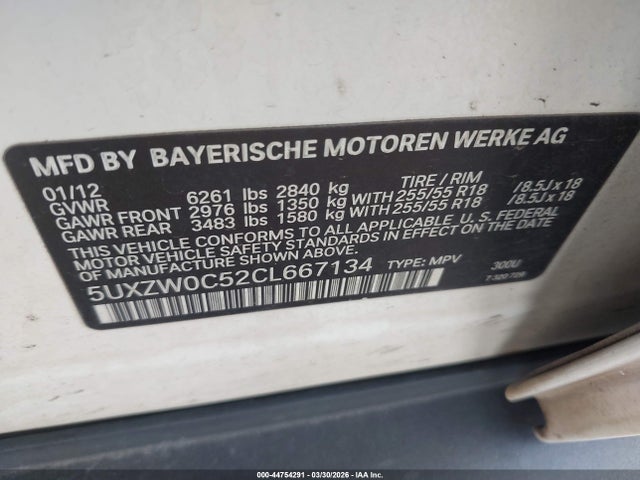 MFD BY BAYERISCHE MOTOREN WERKE AG
01/12 TIRE / RIM
GVWR 6261 lbs 2840 kg
GAWR FRONT 2976 lbs 1350 kg WITH 255/55 R18 /8.5J x 18
GAWR REAR 3483 lbs 1580 kg WITH 255/55 R18 /8.5J x 18
THIS VEHICLE CONFORMS TO ALL APPLICABLE U. S. FEDERAL
MOTOR VEHICLE SAFETY STANDARDS IN EFFECT ON THE DATE
OF MANUFACTURE SHOWN ABOVE.
5UXZW0C52CL667134 TYPE: MPV 300U
000-44754291 | 03/30/2026 | IAA Inc.